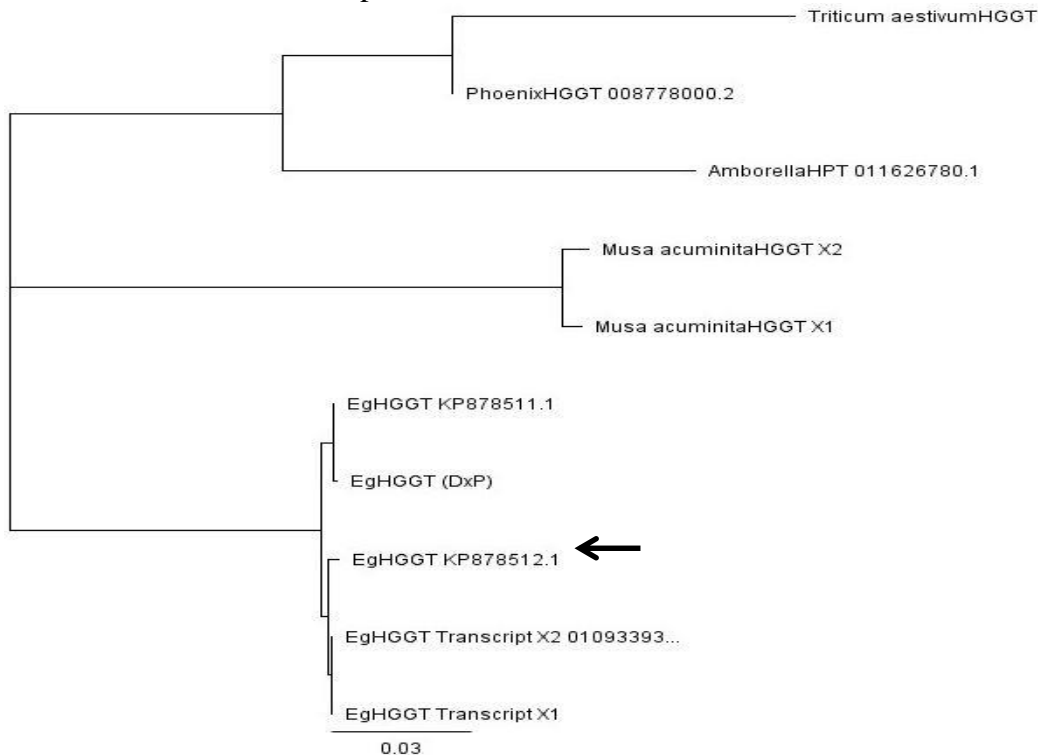 Triticum aestivumHGGT
PhoenixHGGT 008778000.2
AmborellaHPT 011626780.1
Musa acuminitaHGGT X2
Musa acuminitaHGGT X1
EgHGGT KP878511.1
EgHGGT (DxP)
EgHGGT KP878512.1
EgHGGT Transcript X2 01093393...
EgHGGT Transcript X1
0.03